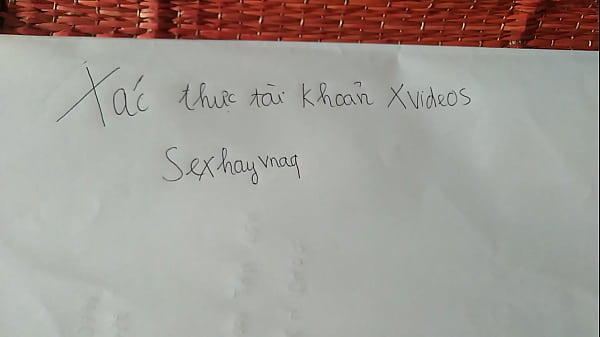 Xác thực tài khoản Xvideos
Sexhayvnaq